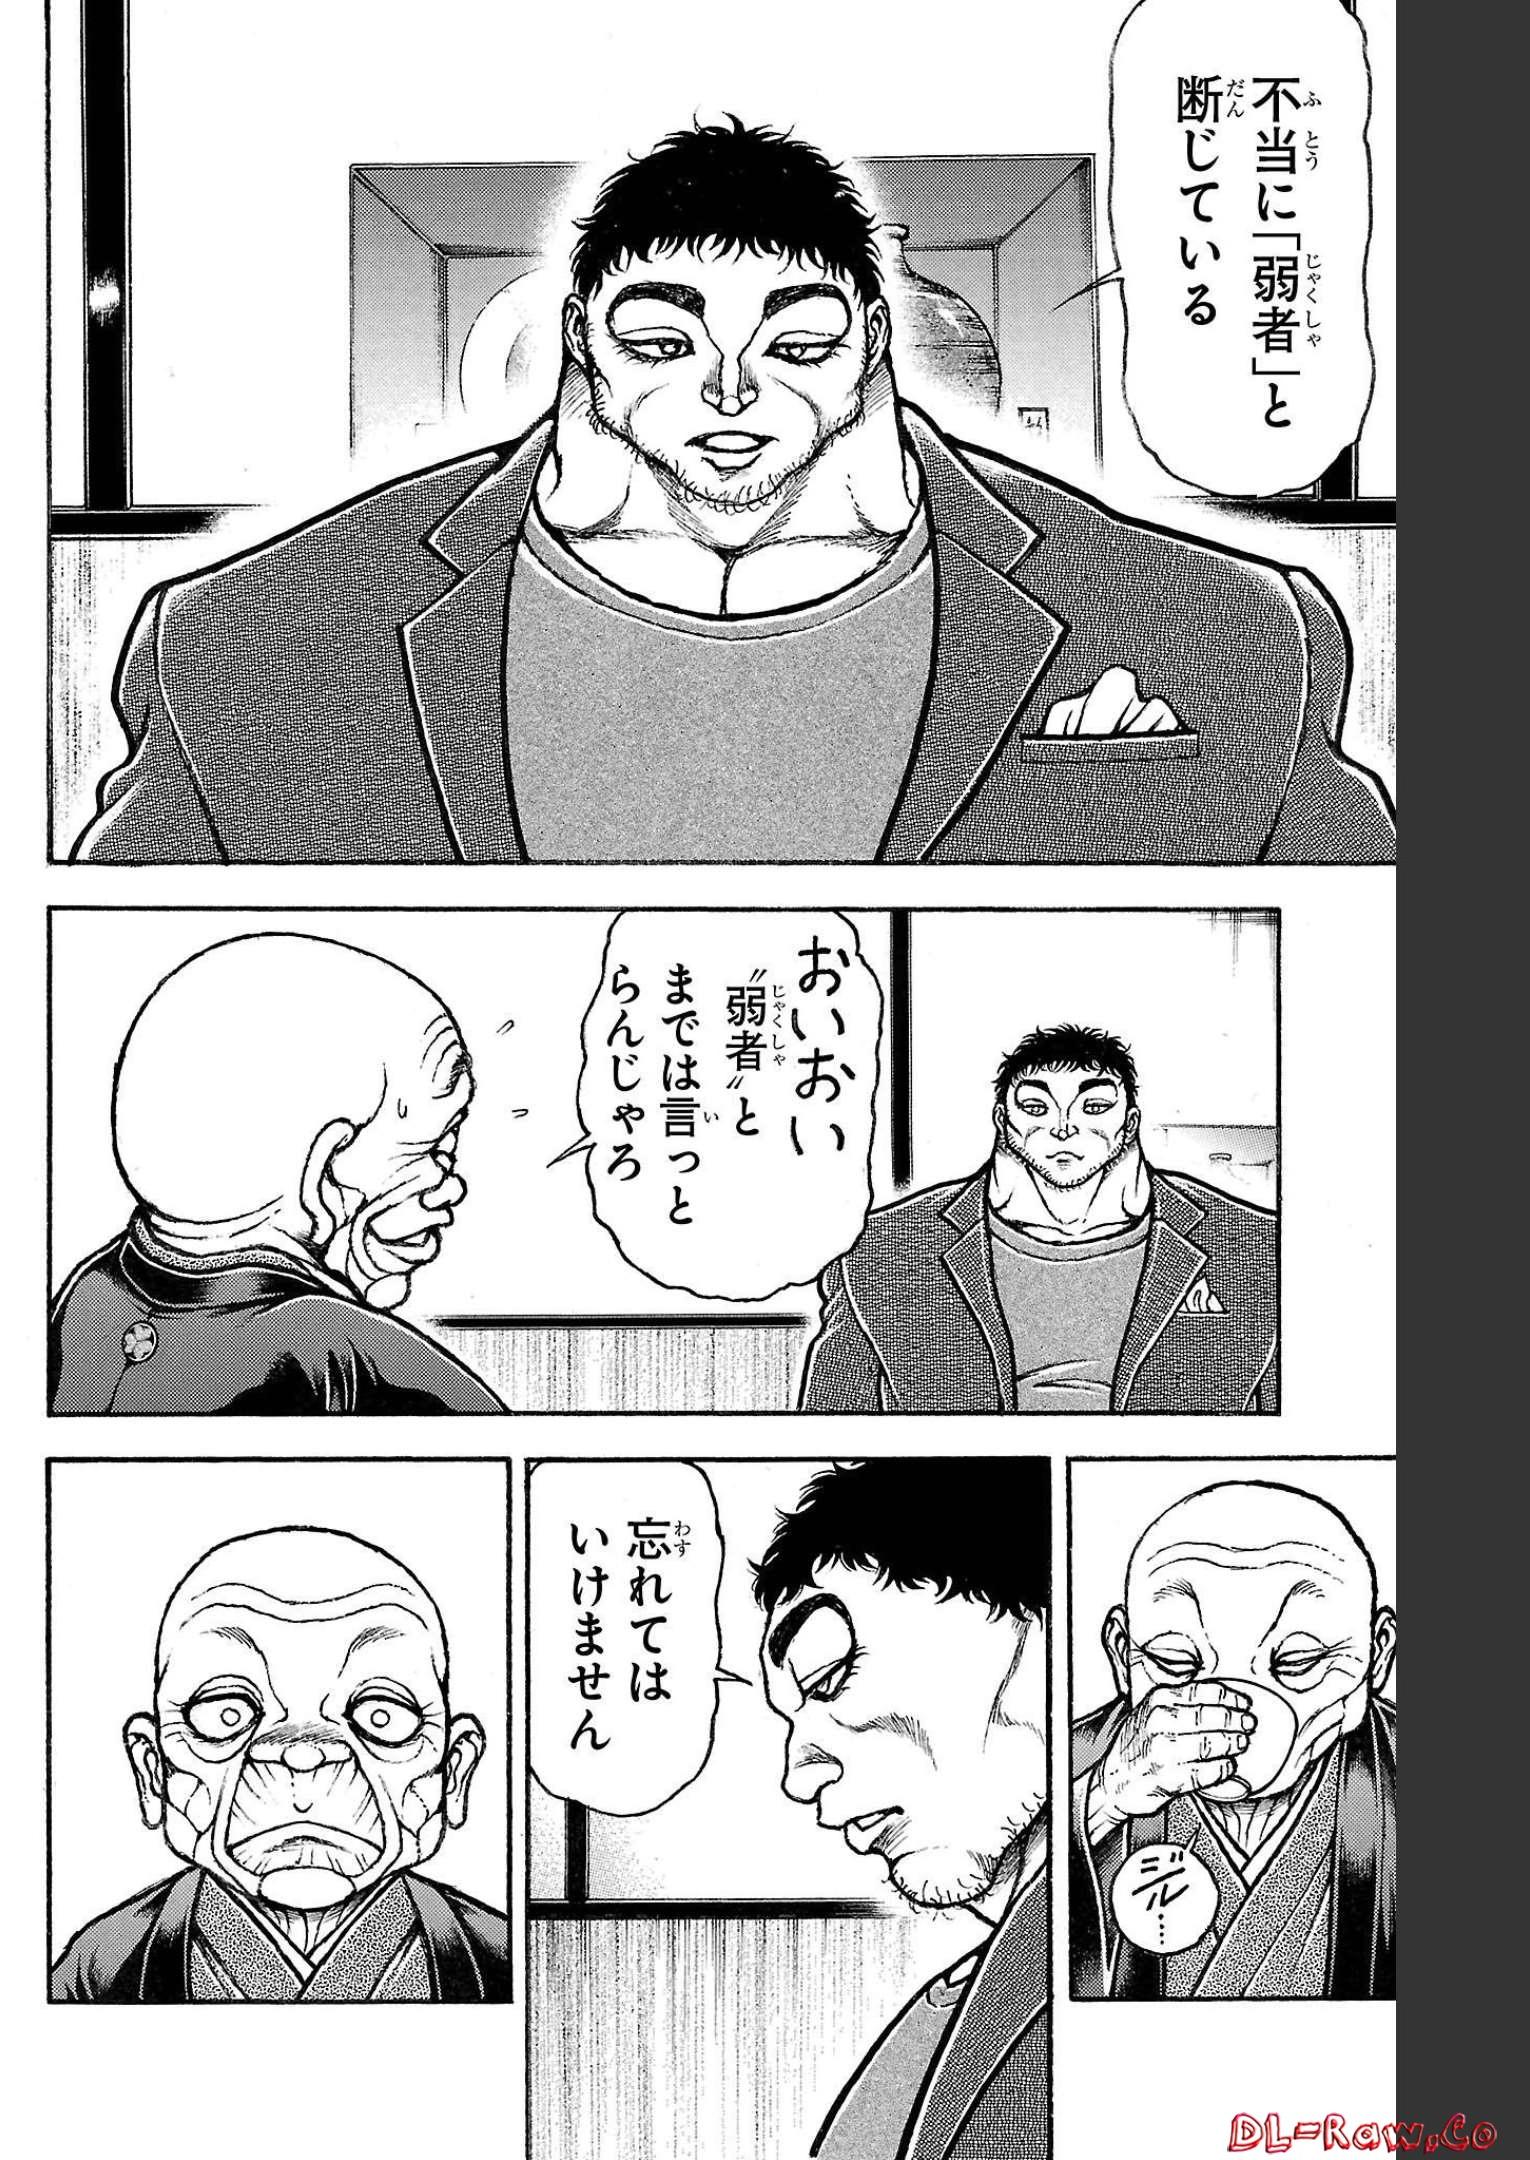 不当に「弱者」と
断じている
おいおい
〝弱者〟と
までは言っと
らんじゃろ
ジル…
忘れては
いけません
DL-Raw.Co